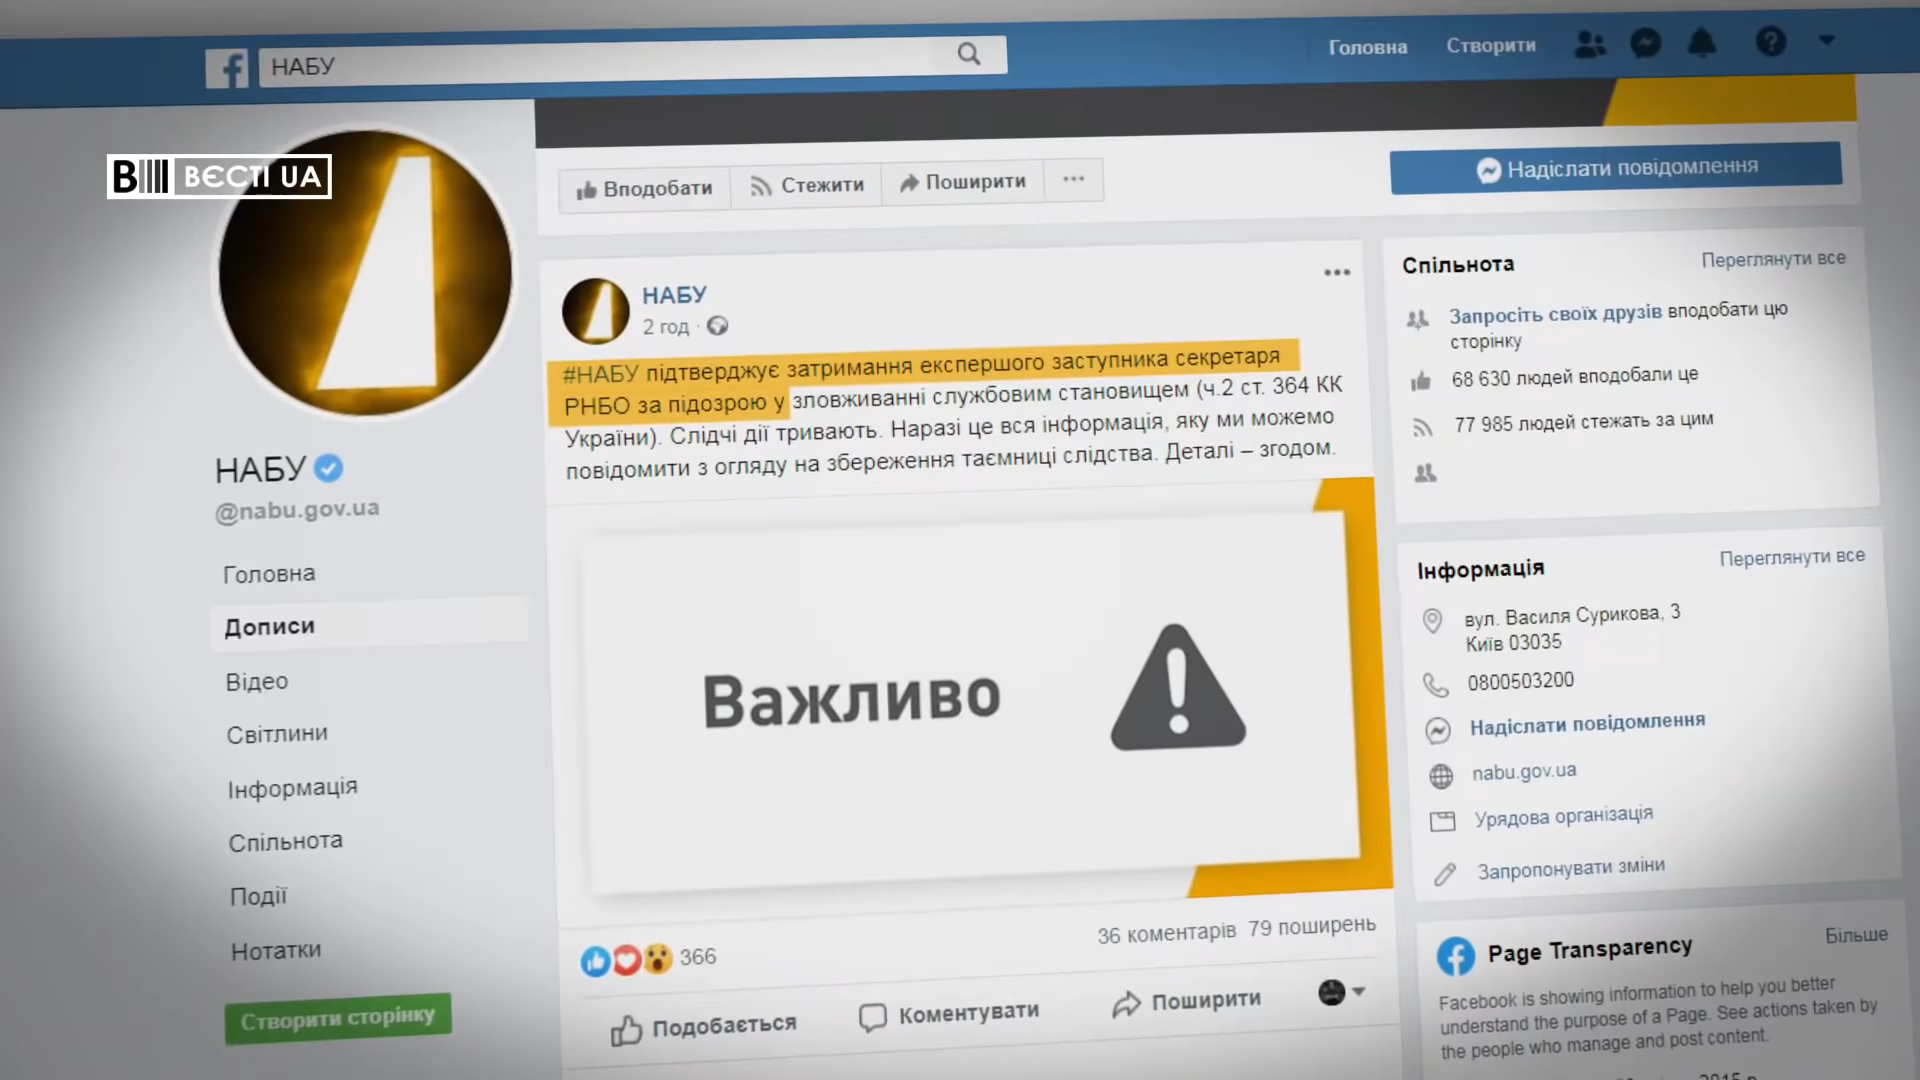 НАБУ
Головна
Створити
В ВЄСТІ UA
Вподобати
Стежити
Поширити
Надіслати повідомлення
НАБУ
@nabu.gov.ua
Головна
Дописи
Відео
Світлини
Інформація
Спільнота
Події
Нотатки
Створити сторінку
НАБУ
2 год ·
#НАБУ підтверджує затримання експершого заступника секретаря
РНБО за підозрою у зловживанні службовим становищем (ч.2 ст. 364 КК
України). Слідчі дії тривають. Наразі це вся інформація, яку ми можемо
повідомити з огляду на збереження таємниці слідства. Деталі – згодом.
Важливо
366
36 коментарів 79 поширень
Подобається
Коментувати
Поширити
Спільнота
Переглянути все
Запросіть своїх друзів вподобати цю
сторінку
68 630 людей вподобали це
77 985 людей стежать за цим
Інформація
Переглянути все
вул. Василя Сурикова, 3
Київ 03035
0800503200
Надіслати повідомлення
nabu.gov.ua
Урядова організація
Запропонувати зміни
Page Transparency
Більше
Facebook is showing information to help you better
understand the purpose of a Page. See actions taken by
the people who manage and post content.